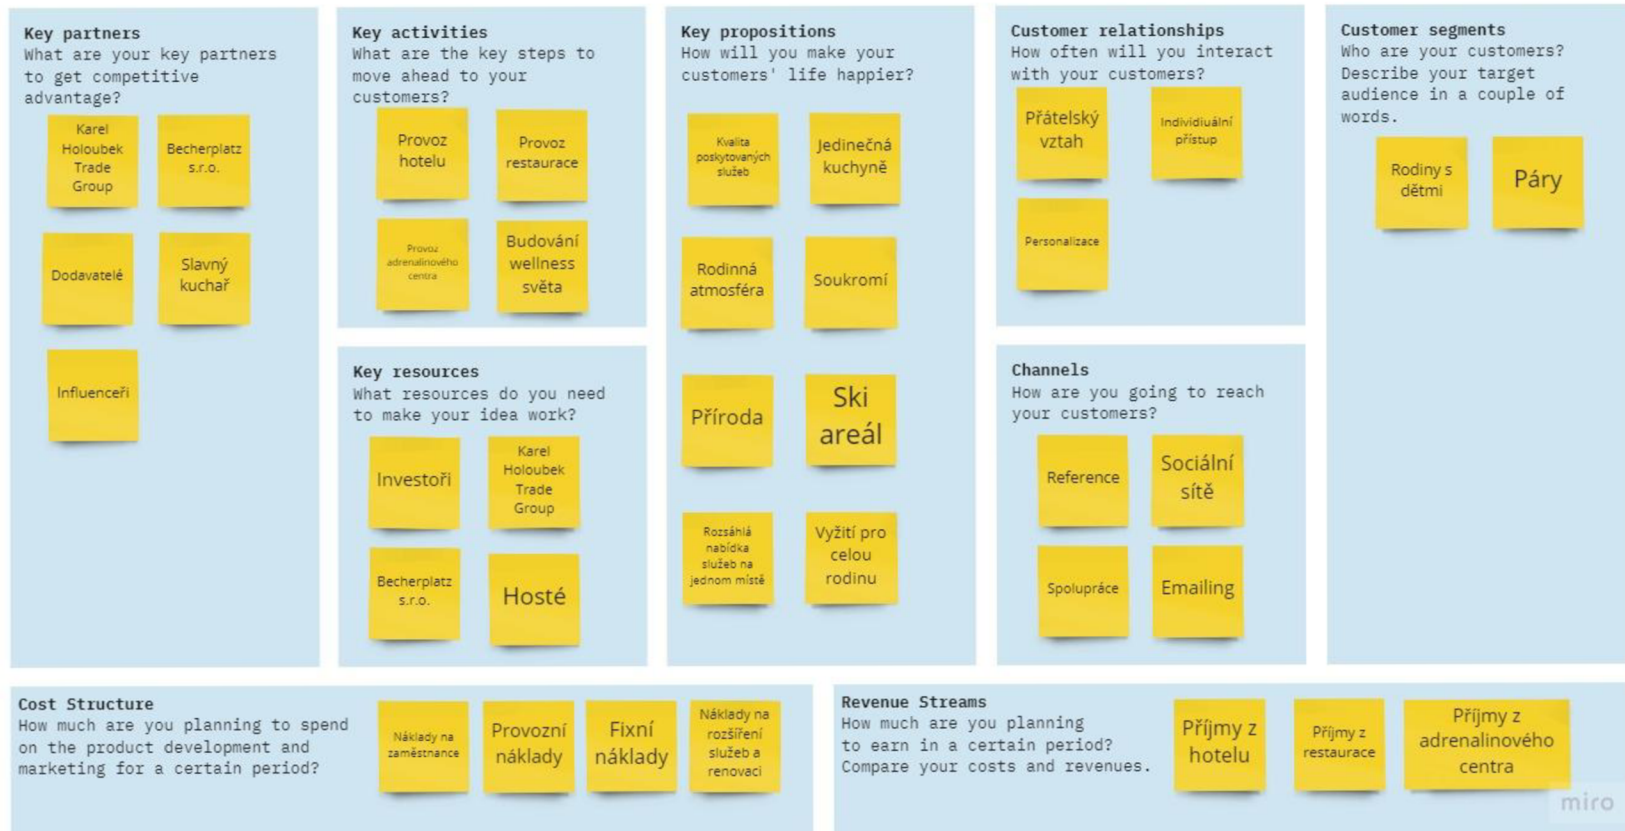 Key partners
What are your key partners
to get competitive
advantage?
Karel
Holoubek
Trade
Group
Becherplatz
s.r.o.
Dodavatelé
Slavný
kuchař
Influenceři
Key activities
What are the key steps to
move ahead to your
customers?
Provoz
hotelu
Provoz
restaurace
Provoz
adrenalinového
centra
Budování
wellness
světa
Key resources
What resources do you need
to make your idea work?
Investoři
Karel
Holoubek
Trade
Group
Becherplatz
s.r.o.
Hosté
Key propositions
How will you make your
customers' life happier?
Kvalita
poskytovaných
služeb
Jedinečná
kuchyně
Rodinná
atmosféra
Soukromí
Příroda
Ski
areál
Rozsáhlá
nabídka
služeb na
jednom místě
Vyžití pro
celou
rodinu
Customer relationships
How often will you interact
with your customers?
Přátelský
vztah
Individiuální
přístup
Personalizace
Channels
How are you going to reach
your customers?
Reference
Sociální
sítě
Spolupráce
Emailing
Customer segments
Who are your customers?
Describe your target
audience in a couple of
words.
Rodiny s
dětmi
Páry
Cost Structure
How much are you planning to spend
on the product development and
marketing for a certain period?
Náklady na
zaměstnance
Provozní
náklady
Fixní
náklady
Náklady na
rozšíření
služeb a
renovaci
Revenue Streams
How much are you planning
to earn in a certain period?
Compare your costs and revenues.
Příjmy z
hotelu
Příjmy z
restaurace
Příjmy z
adrenalinového
centra
miro